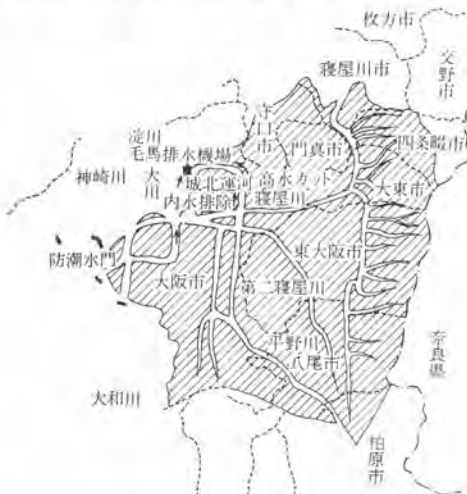 枚方市
交野市
寝屋川市
守口市
門真市
四条畷市
淀川
毛馬排水機場
神崎川
大川
城北運河
高水カット
寝屋川
大東市
内水排除
防潮水門
東大阪市
大阪市
第二寝屋川
平野川
八尾市
奈良県
大和川
柏原市